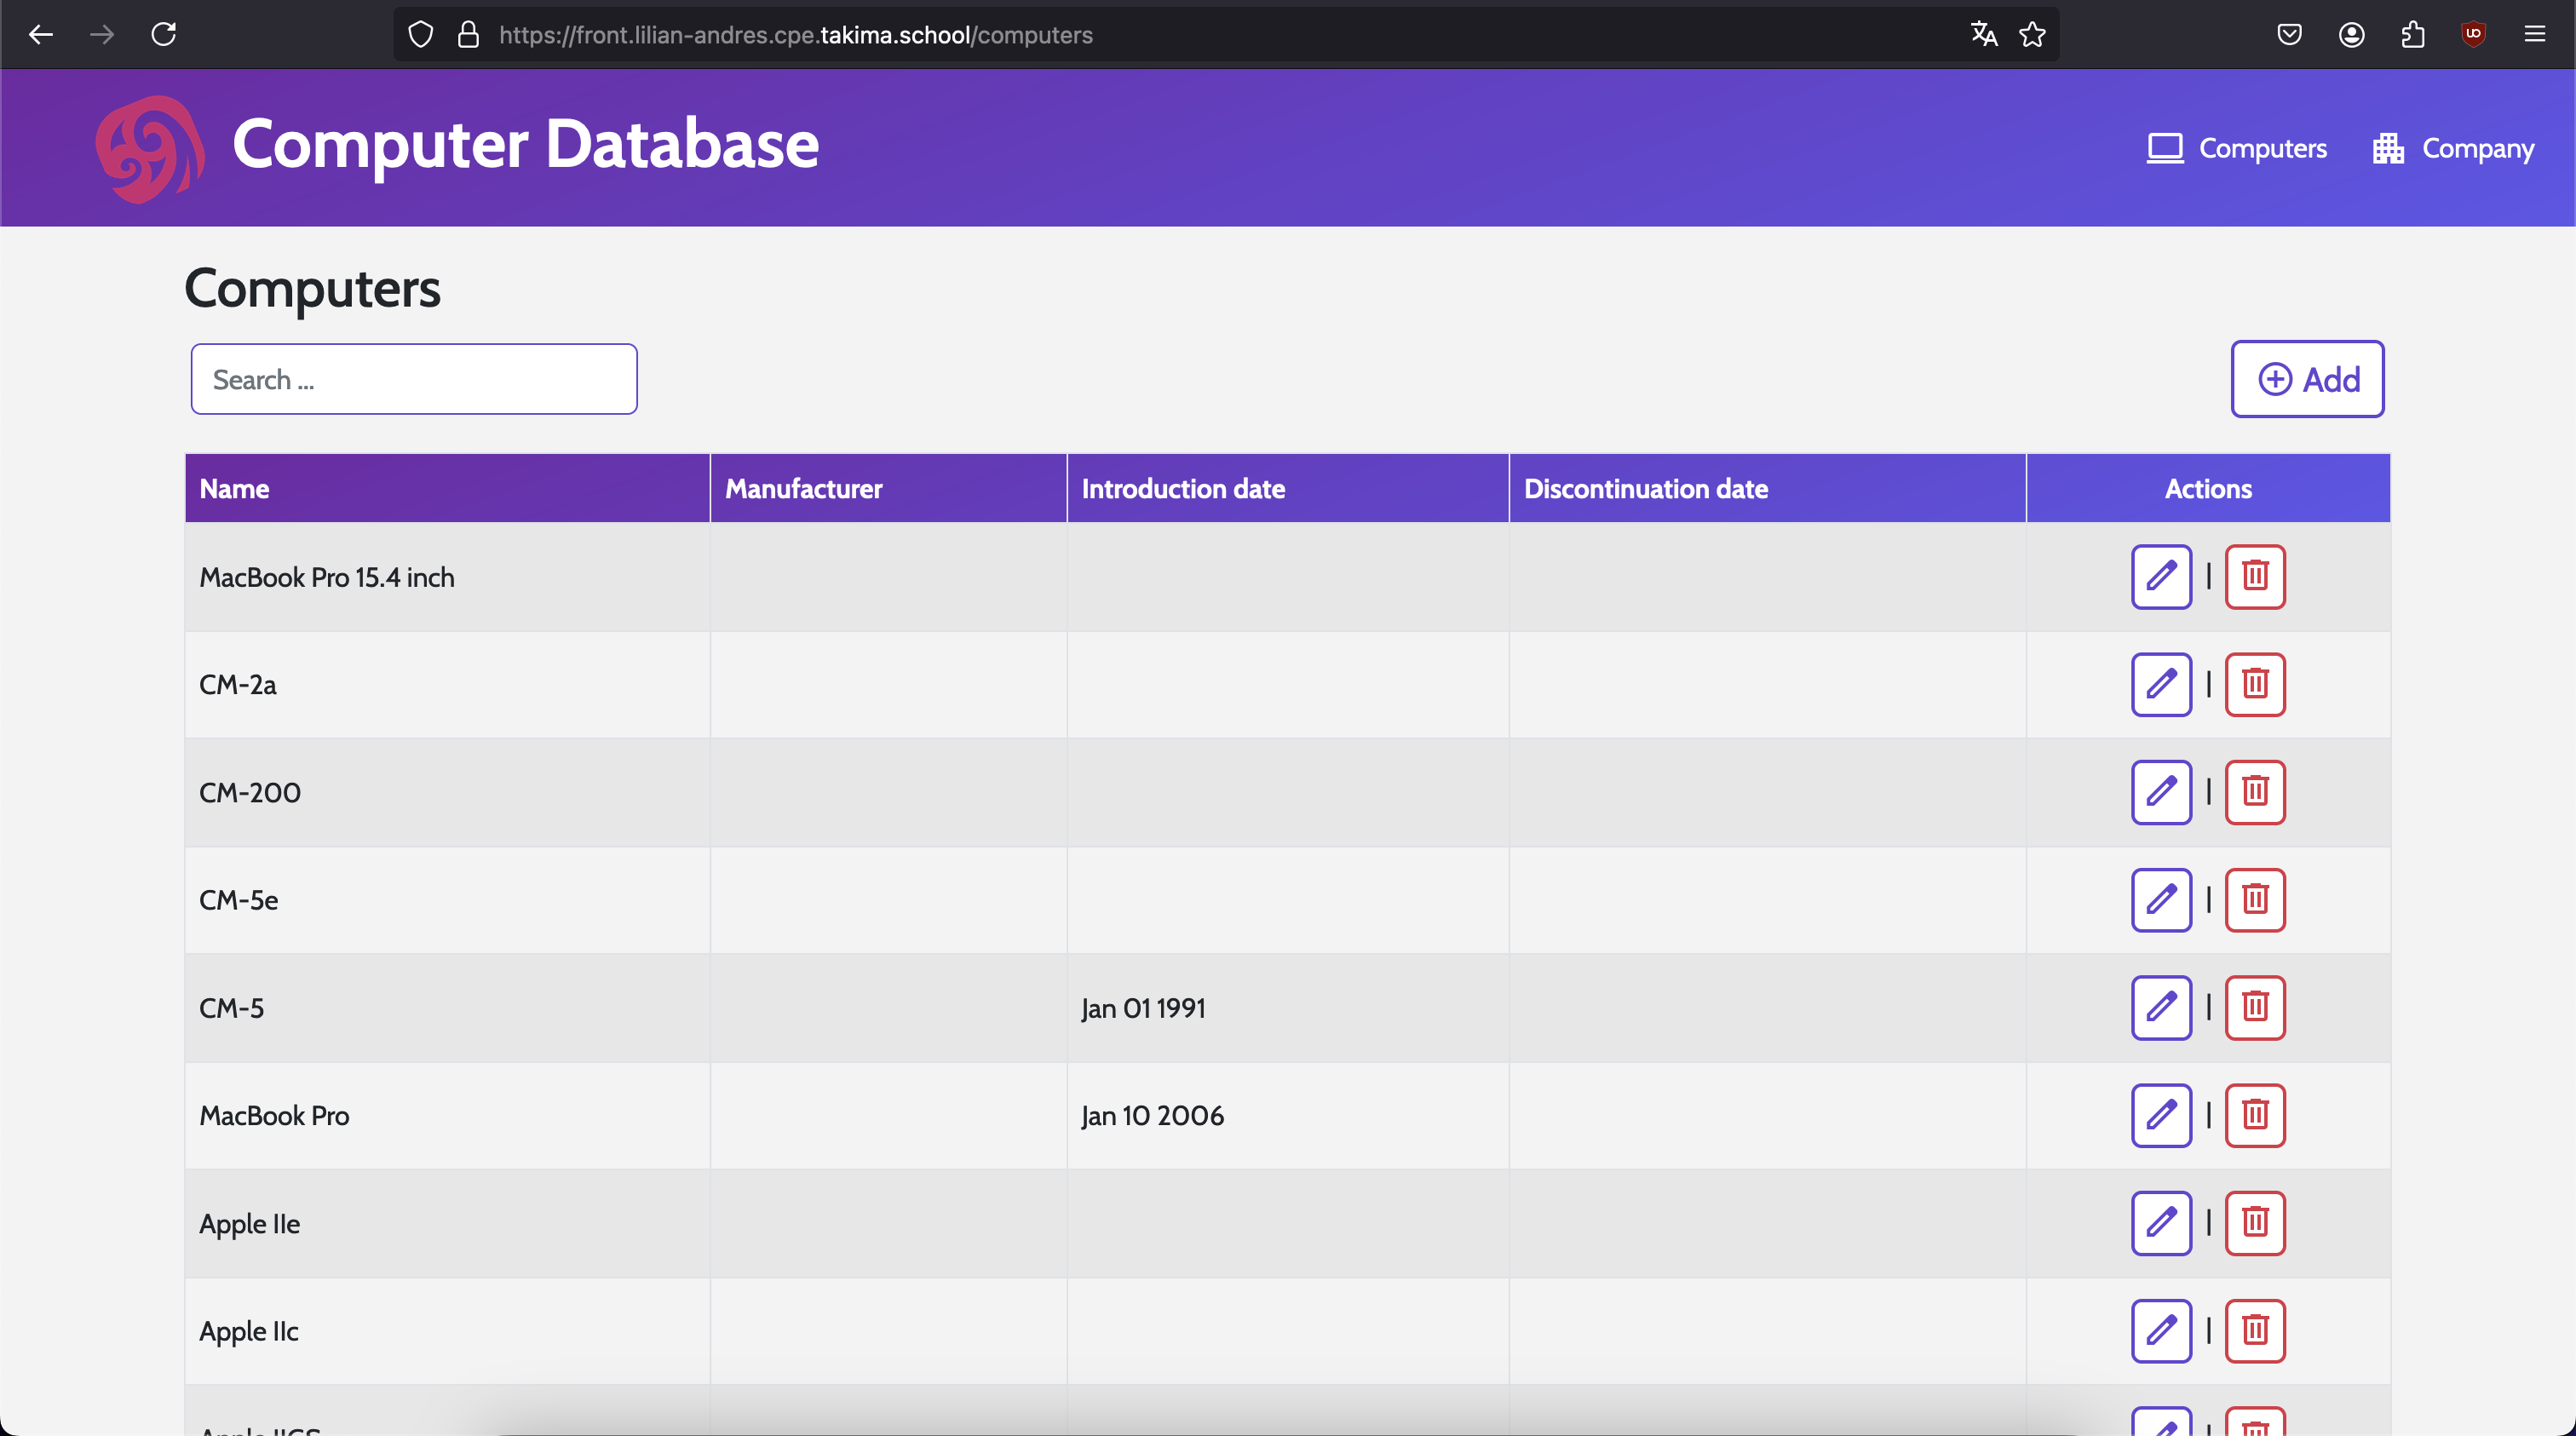 https://front.lilian-andres.cpe.takima.school/computers
Computer Database
Computers
Company
Computers
Search ...
Add
Name Manufacturer Introduction date Discontinuation date Actions
MacBook Pro 15.4 inch |
CM-2a |
CM-200 |
CM-5e |
CM-5 Jan 01 1991 |
MacBook Pro Jan 10 2006 |
Apple IIe |
Apple IIc |
Apple IIGS